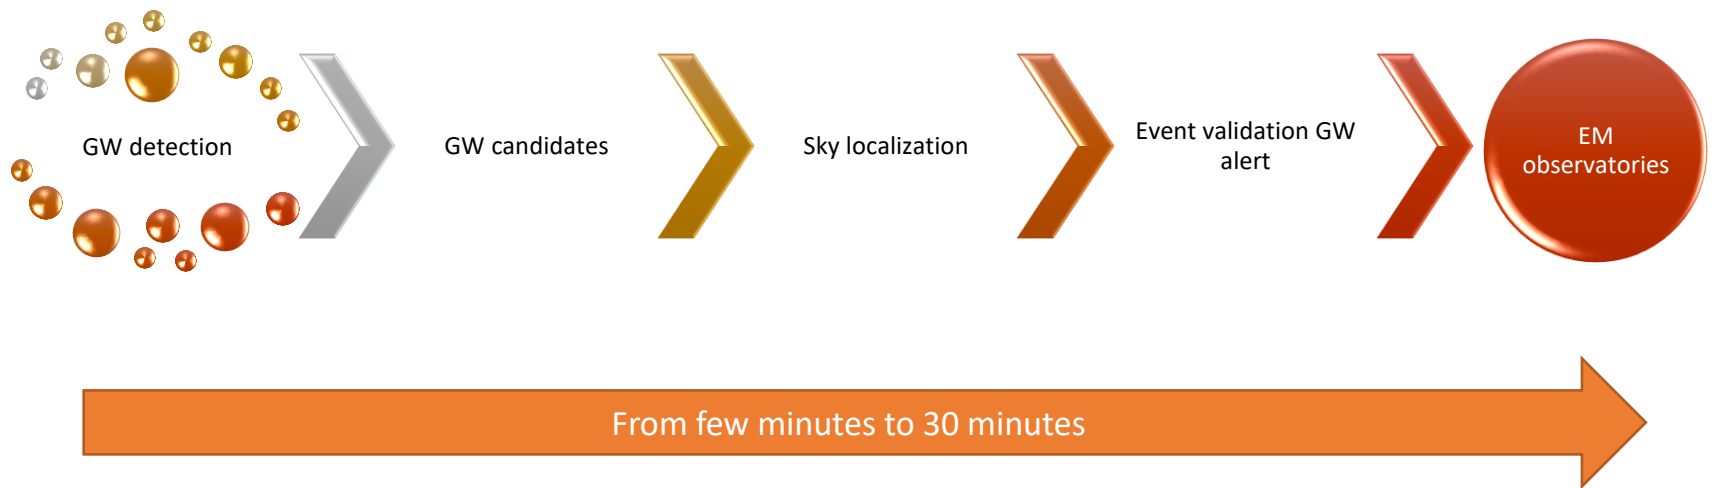 GW detection
GW candidates
Sky localization
Event validation GW
alert
EM
observatories
From few minutes to 30 minutes